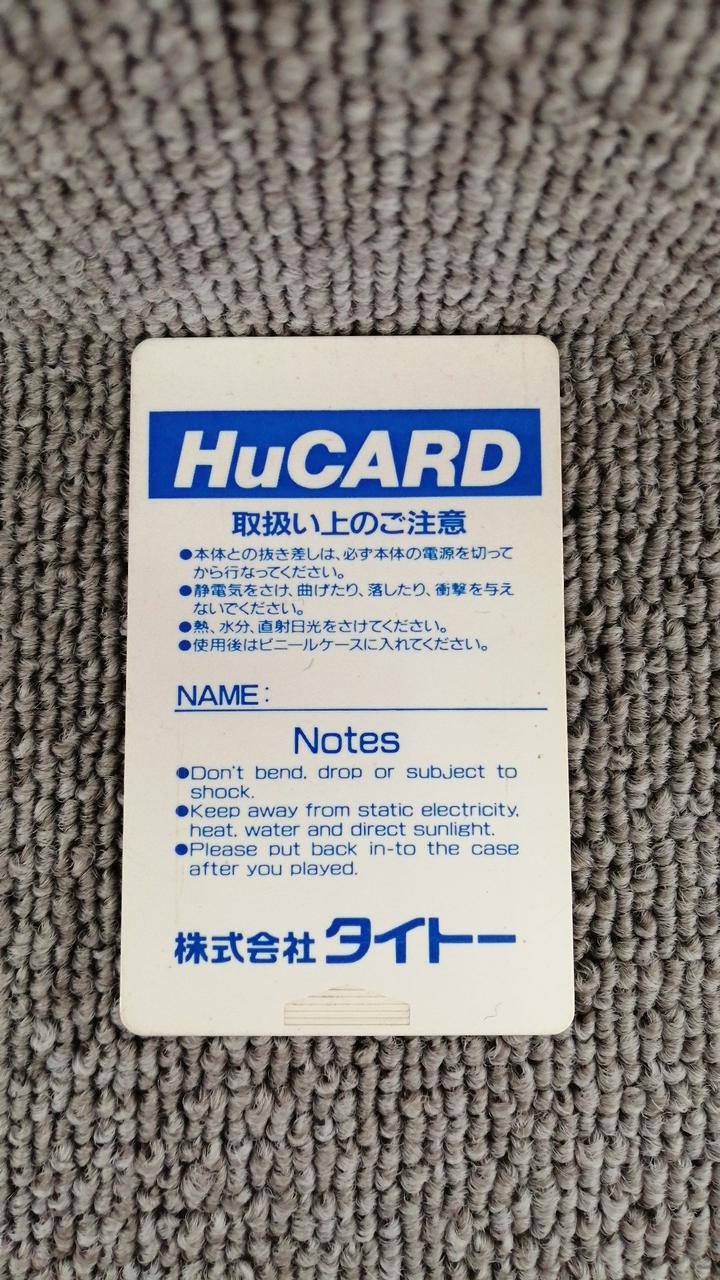 HuCARD
取扱い上のご注意
●本体との抜き差しは、必ず本体の電源を切って
から行なってください。
●静電気をさけ、曲げたり、落したり、衝撃を与え
ないでください。
●熱、水分、直射日光をさけてください。
●使用後はビニールケースに入れてください。
NAME:
Notes
●Don't bend. drop or subject to
shock.
●Keep away from static electricity,
heat. water and direct sunlight.
●Please put back in-to the case
after you played.
株式会社タイトー